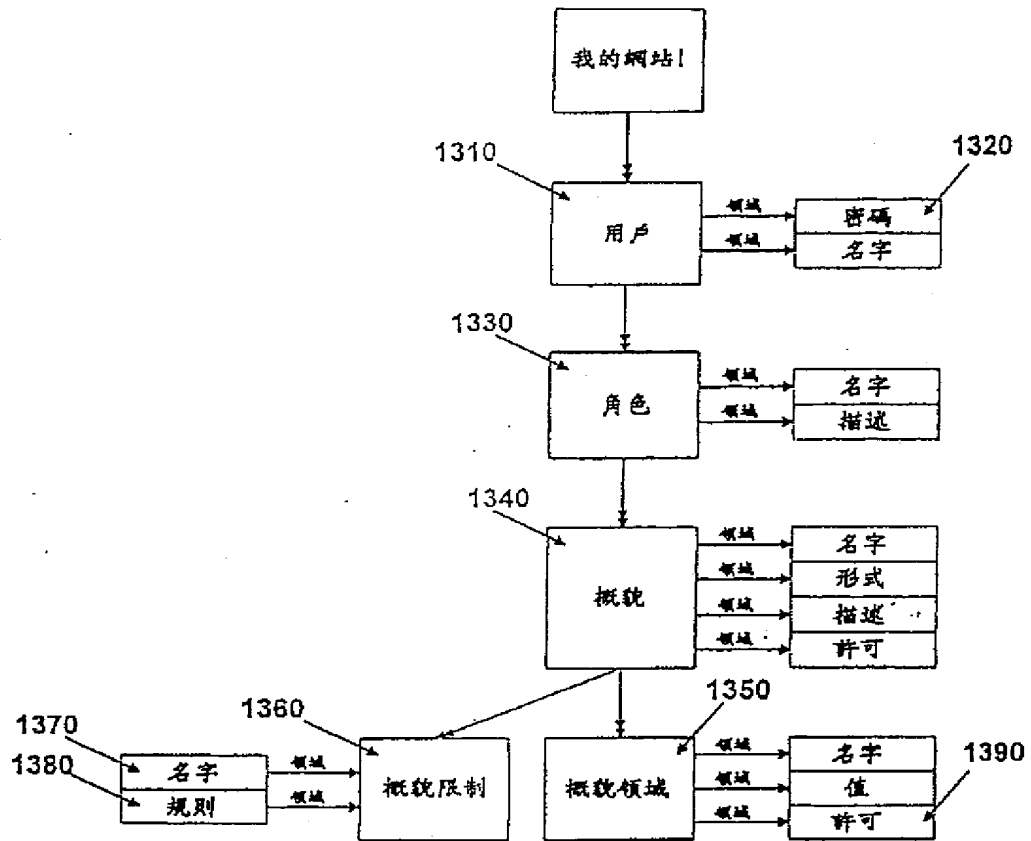 我的網站!
1310
1320
用戶
領域
密碼
領域
名字
1330
角色
領域
名字
領域
描述
1340
概貌
領域
名字
領域
形式
領域
描述
領域
許可
1350
1360
1370
1380
1390
名字
領域
規則
領域
概貌限制
概貌領域
領域
名字
領域
值
領域
許可